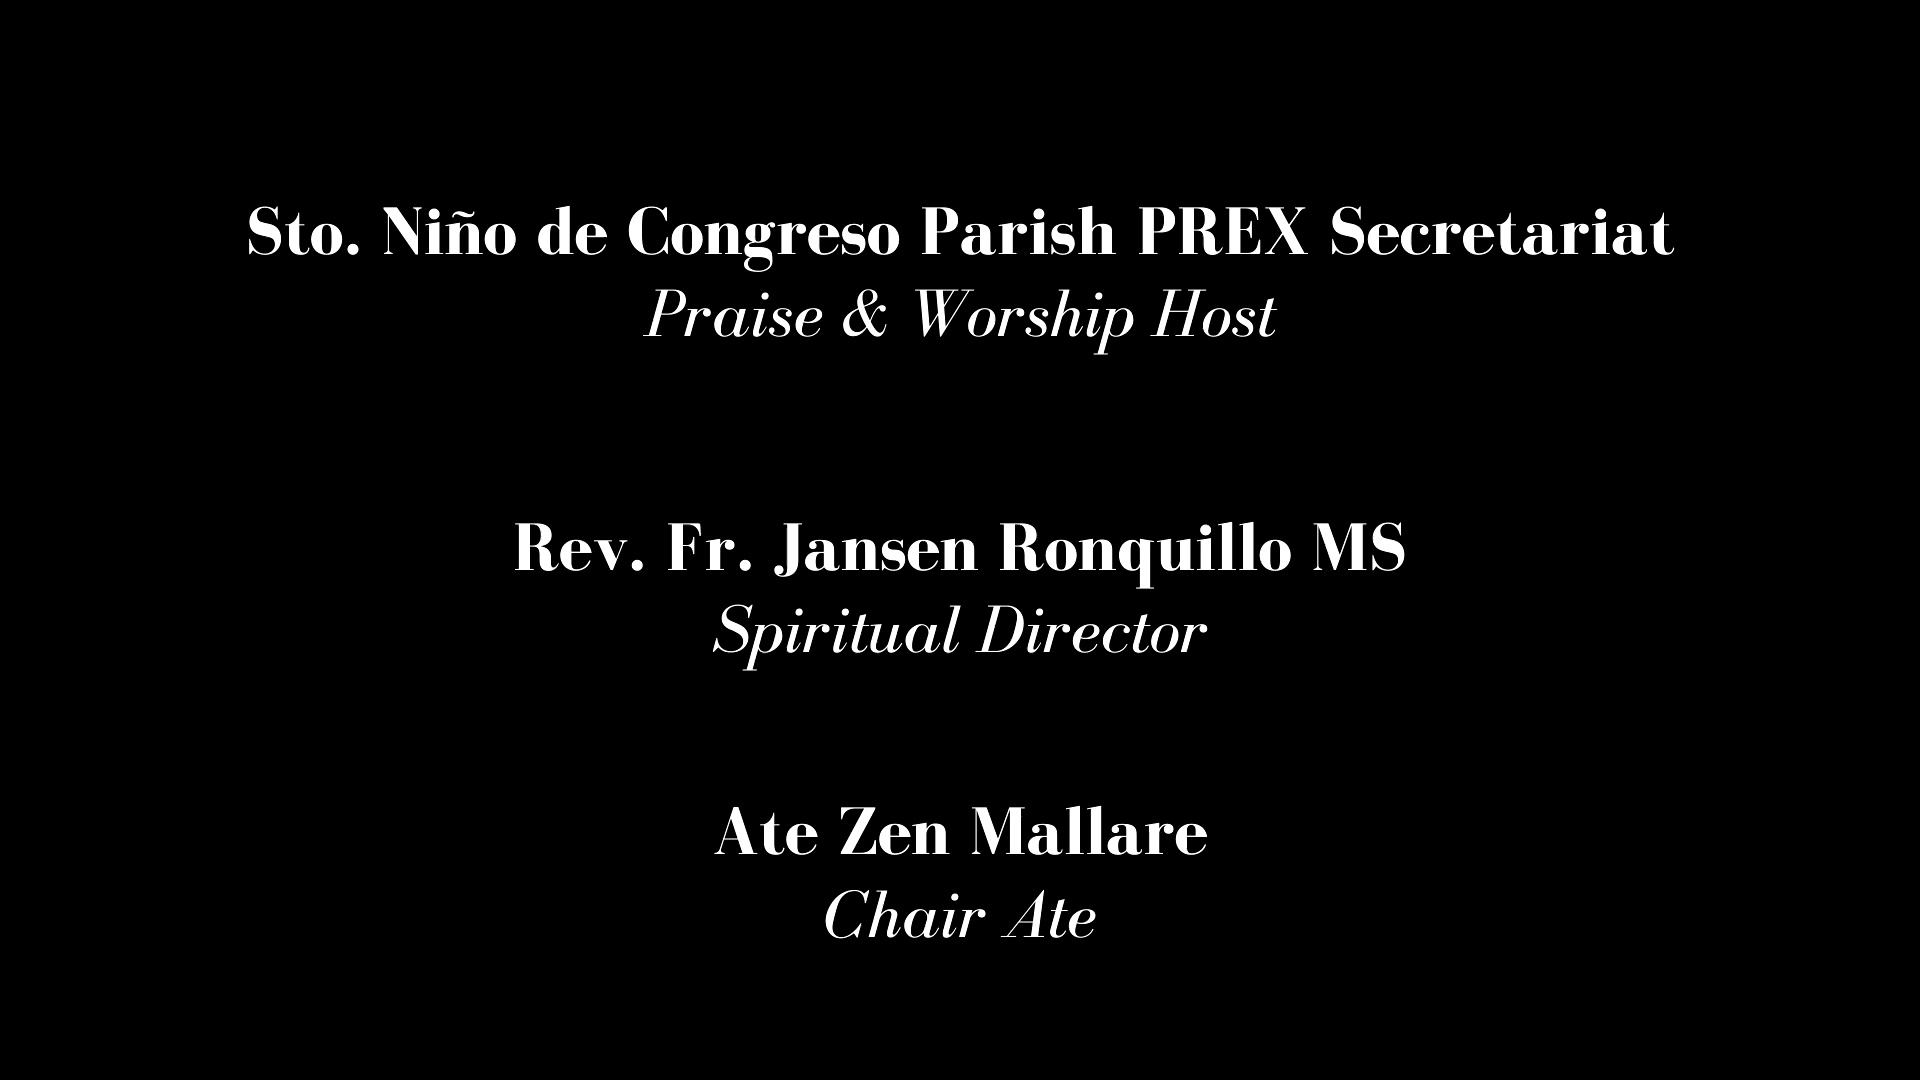 Sto. Niño de Congreso Parish PREX Secretariat
Praise & Worship Host
Rev. Fr. Jansen Ronquillo MS
Spiritual Director
Ate Zen Mallare
Chair Ate